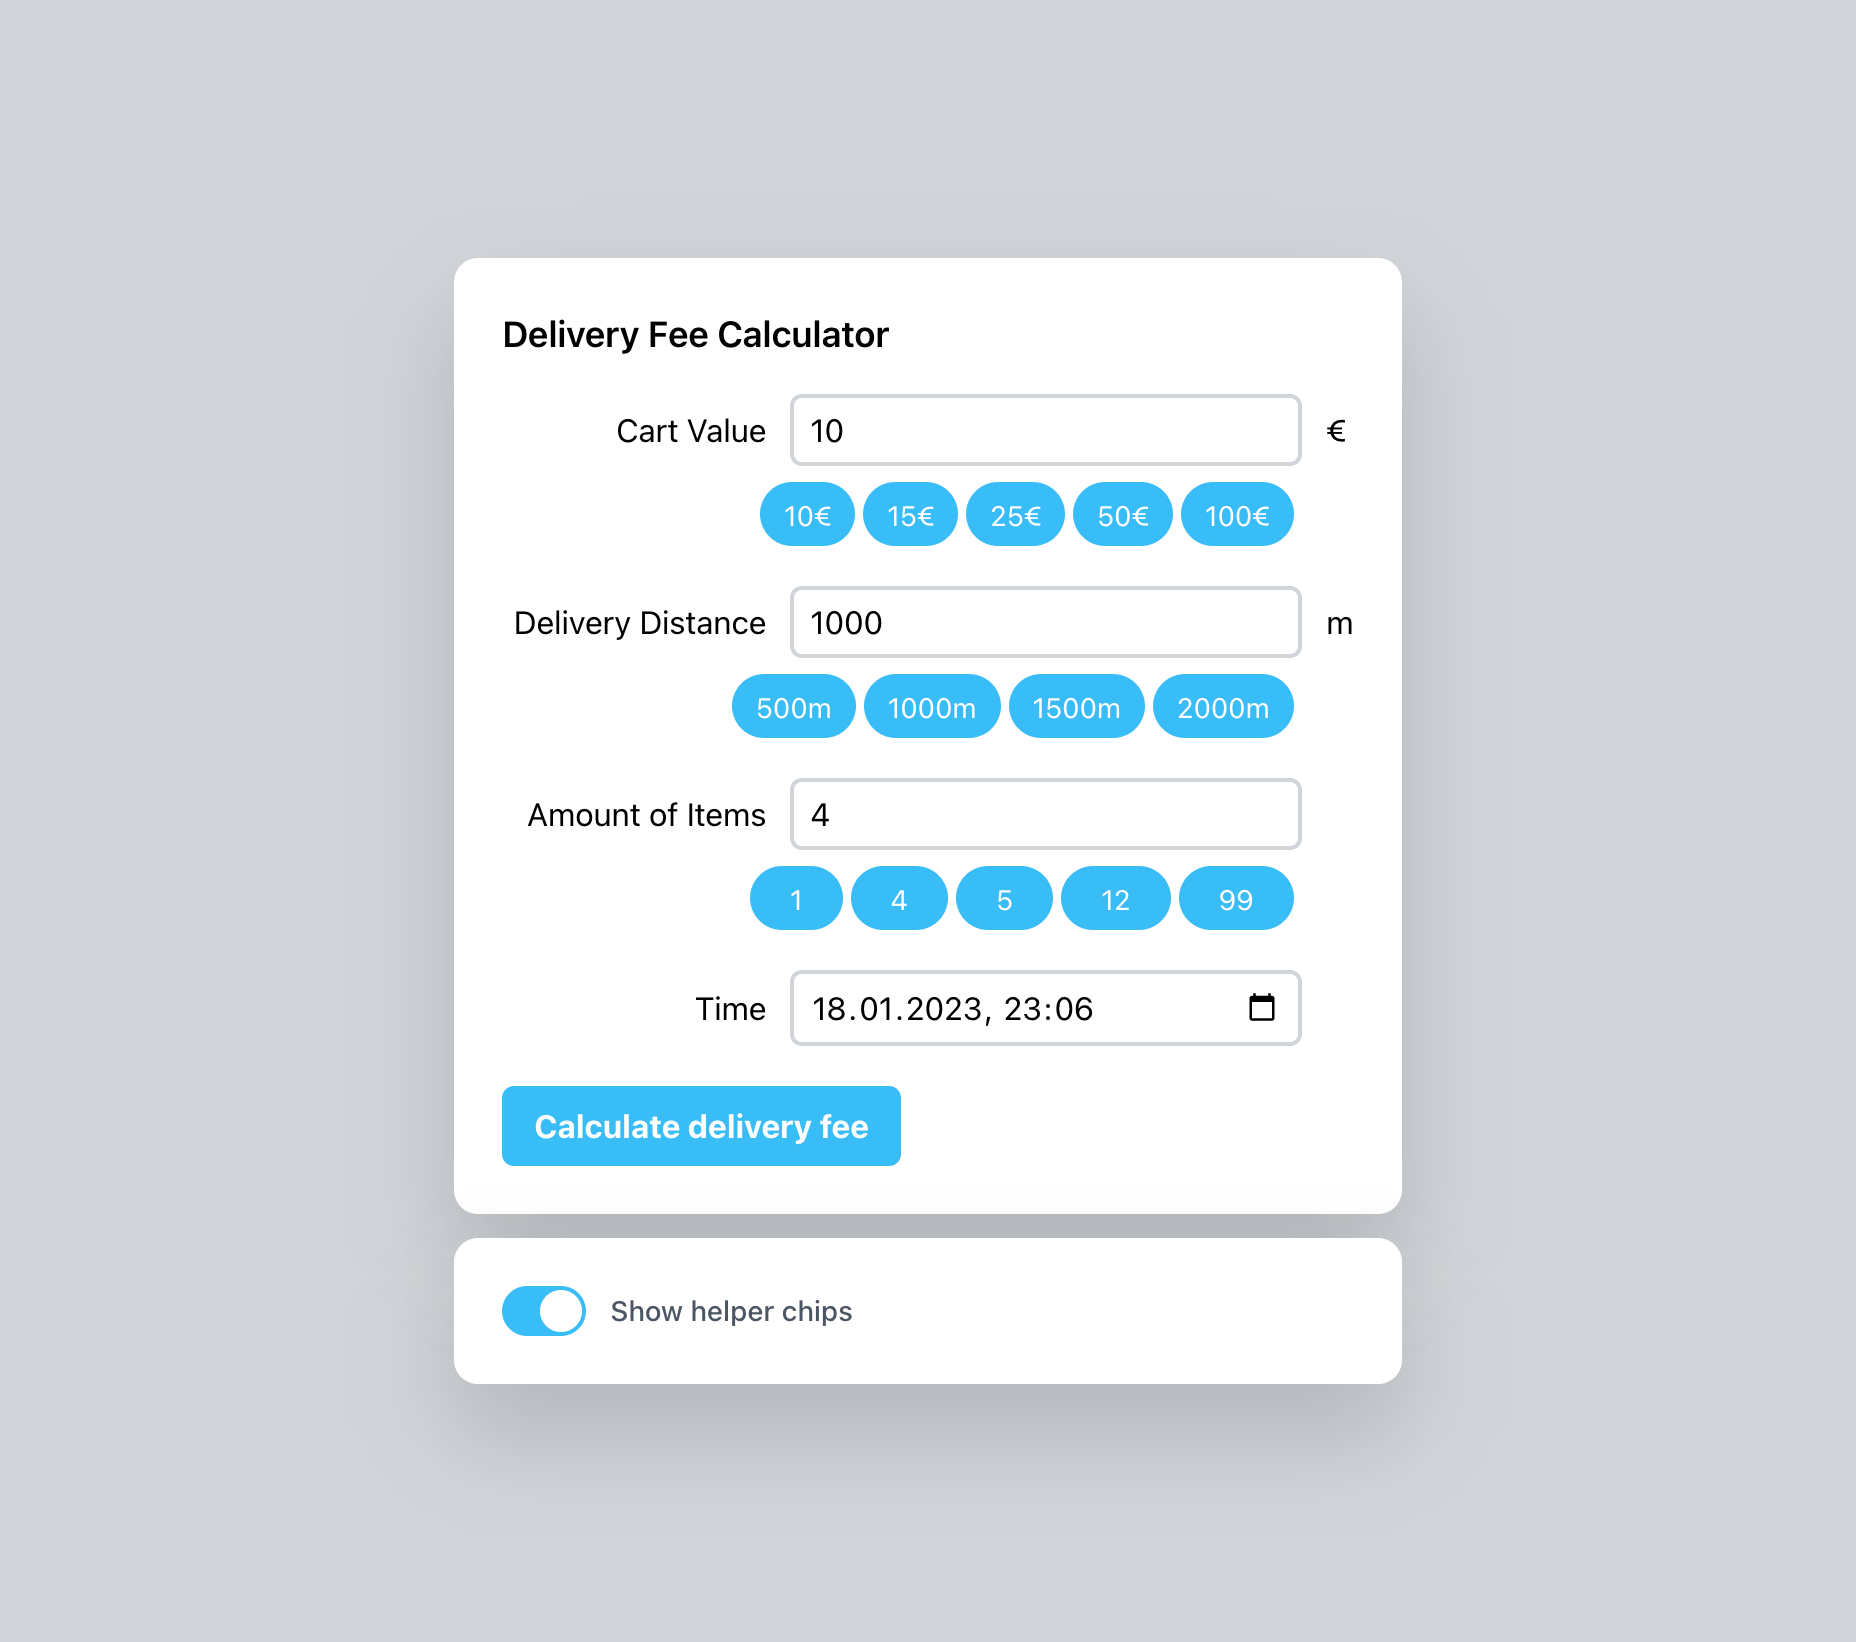 Delivery Fee Calculator
Cart Value 10 €
10€ 15€ 25€ 50€ 100€
Delivery Distance 1000 m
500m 1000m 1500m 2000m
Amount of Items 4
1 4 5 12 99
Time 18.01.2023, 23:06
Calculate delivery fee
Show helper chips